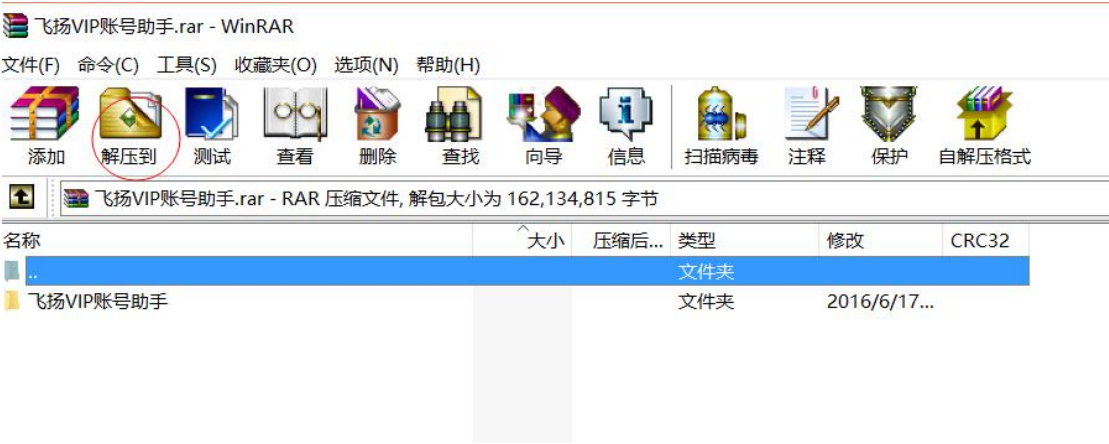 飞扬VIP账号助手.rar - WinRAR
文件(F) 命令(C) 工具(S) 收藏夹(O) 选项(N) 帮助(H)
添加 解压到 测试 查看 删除 查找 向导 信息 扫描病毒 注释 保护 自解压格式
飞扬VIP账号助手.rar - RAR 压缩文件, 解包大小为 162,134,815 字节
名称 大小 压缩后... 类型 修改 CRC32
.. 文件夹
飞扬VIP账号助手 文件夹 2016/6/17...